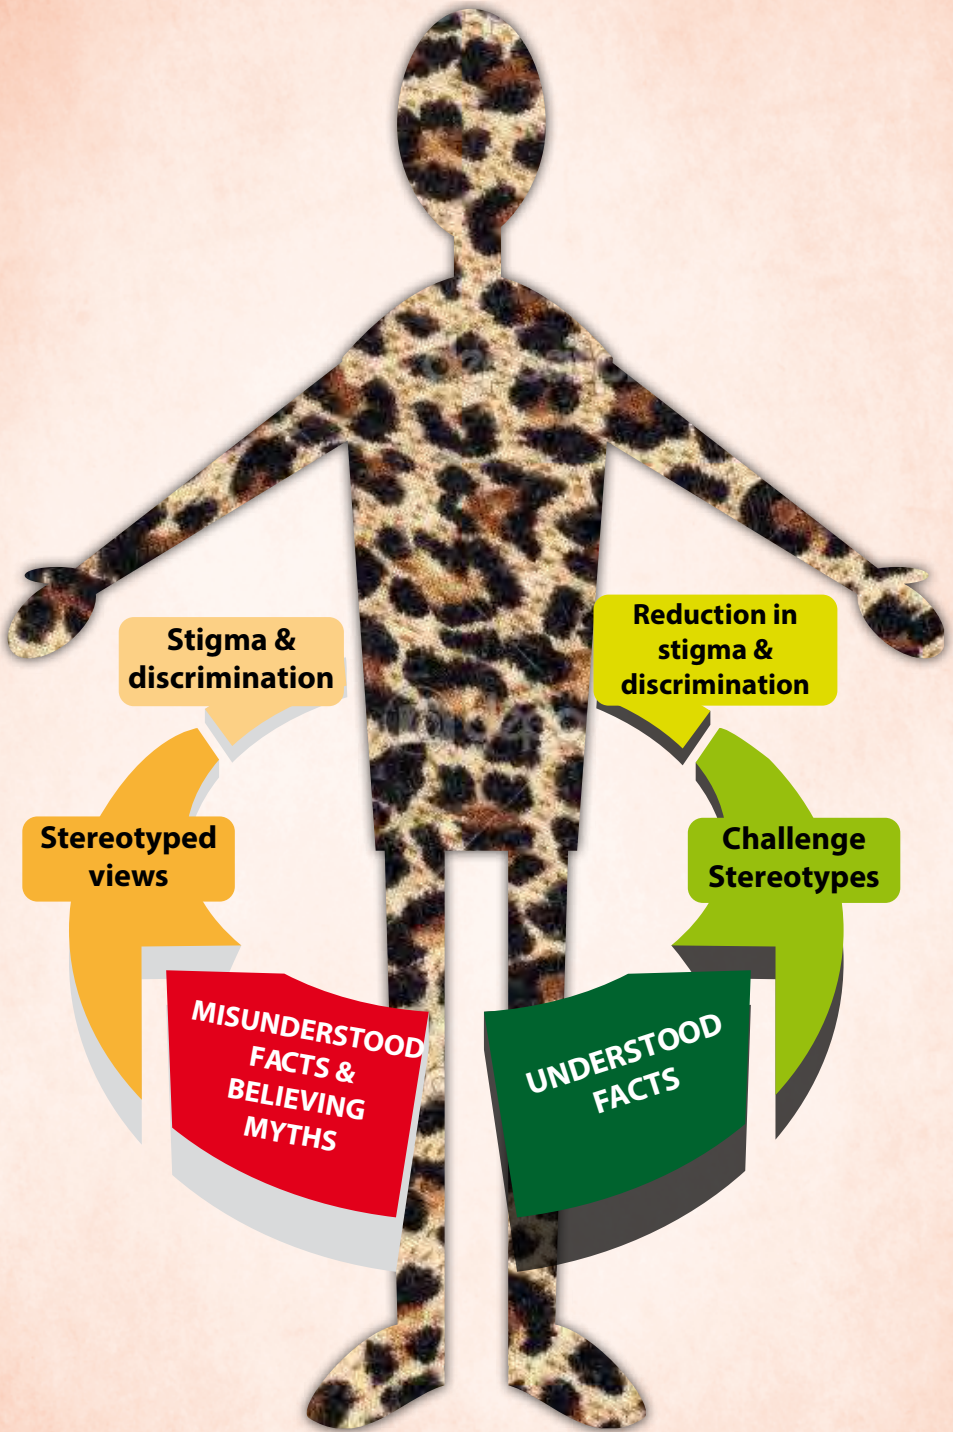 Stigma &
discrimination
Stereotyped
views
MISUNDERSTOOD
FACTS &
BELIEVING
MYTHS
Reduction in
stigma &
discrimination
Challenge
Stereotypes
UNDERSTOOD
FACTS